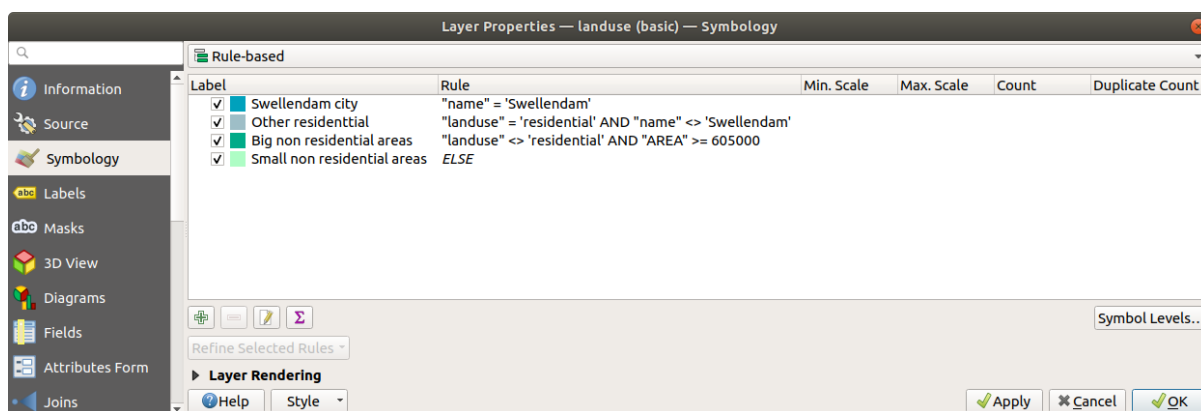 Layer Properties — landuse (basic) — Symbology
Information
Source
Symbology
Labels
Masks
3D View
Diagrams
Fields
Attributes Form
Joins
Rule-based
Label Rule Min. Scale Max. Scale Count Duplicate Count
Swellendam city "name" = 'Swellendam'
Other residenttial "landuse" = 'residential' AND "name" <> 'Swellendam'
Big non residential areas "landuse" <> 'residential' AND "AREA" >= 605000
Small non residential areas ELSE
Symbol Levels...
Refine Selected Rules
Layer Rendering
Help Style Apply Cancel OK